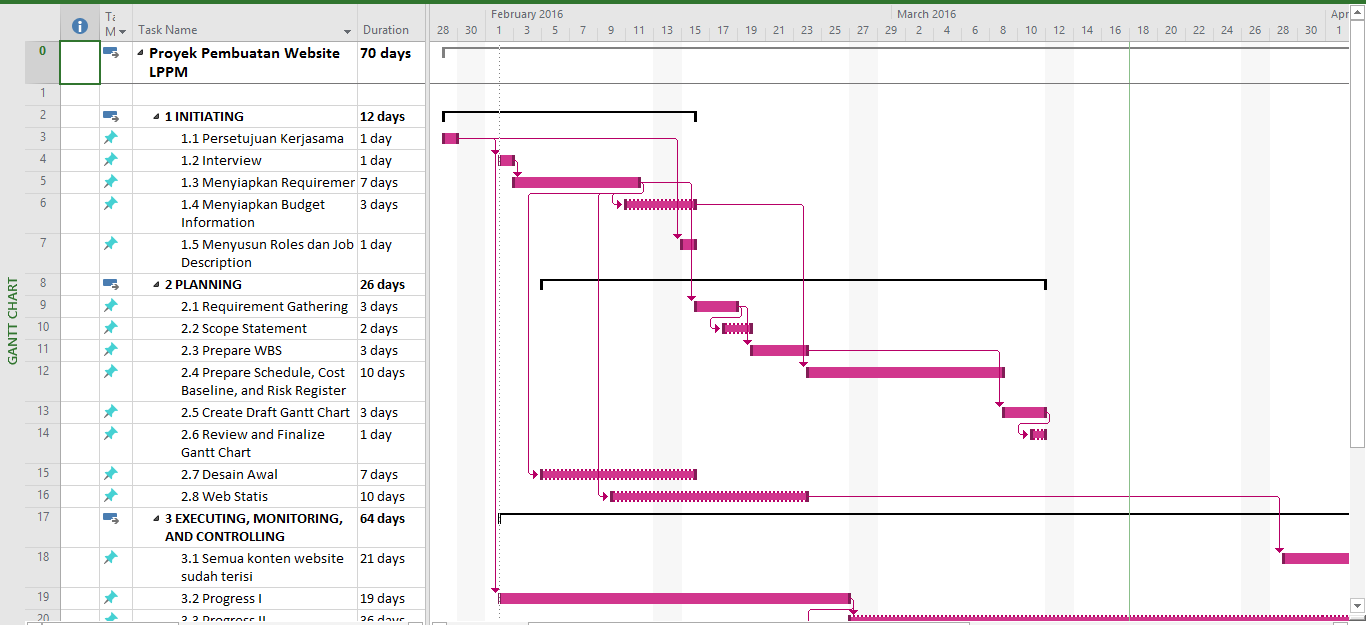 Ta
M
Task Name
Duration
February 2016
March 2016
Apr
28 30 1 3 5 7 9 11 13 15 17 19 21 23 25 27 29 2 4 6 8 10 12 14 16 18 20 22 24 26 28 30 1
GANTT CHART
0 Proyek Pembuatan Website 70 days
LPPM
1
2 1 INITIATING 12 days
3 1.1 Persetujuan Kerjasama 1 day
4 1.2 Interview 1 day
5 1.3 Menyiapkan Requiremer 7 days
6 1.4 Menyiapkan Budget 3 days
Information
7 1.5 Menyusun Roles dan Job 1 day
Description
8 2 PLANNING 26 days
9 2.1 Requirement Gathering 3 days
10 2.2 Scope Statement 2 days
11 2.3 Prepare WBS 3 days
12 2.4 Prepare Schedule, Cost 10 days
Baseline, and Risk Register
13 2.5 Create Draft Gantt Chart 3 days
14 2.6 Review and Finalize 1 day
Gantt Chart
15 2.7 Desain Awal 7 days
16 2.8 Web Statis 10 days
17 3 EXECUTING, MONITORING, 64 days
AND CONTROLLING
18 3.1 Semua konten website 21 days
sudah terisi
19 3.2 Progress I 19 days
20 3.3 Progress II 36 days